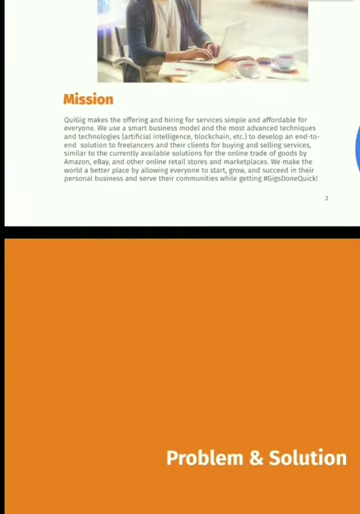 Mission
QuiGig makes the offering and hiring for services simple and affordable for
everyone. We use a smart business model and the most advanced techniques
and technologies (artificial intelligence, blockchain, etc.) to develop an end-to-
end solution to freelancers and their clients for buying and selling services,
similar to the currently available solutions for the online trade of goods by
Amazon, eBay, and other online retail stores and marketplaces. We make the
world a better place by allowing everyone to start, grow, and succeed in their
personal business and serve their communities while getting #GigsDoneQuick!
2
Problem & Solution